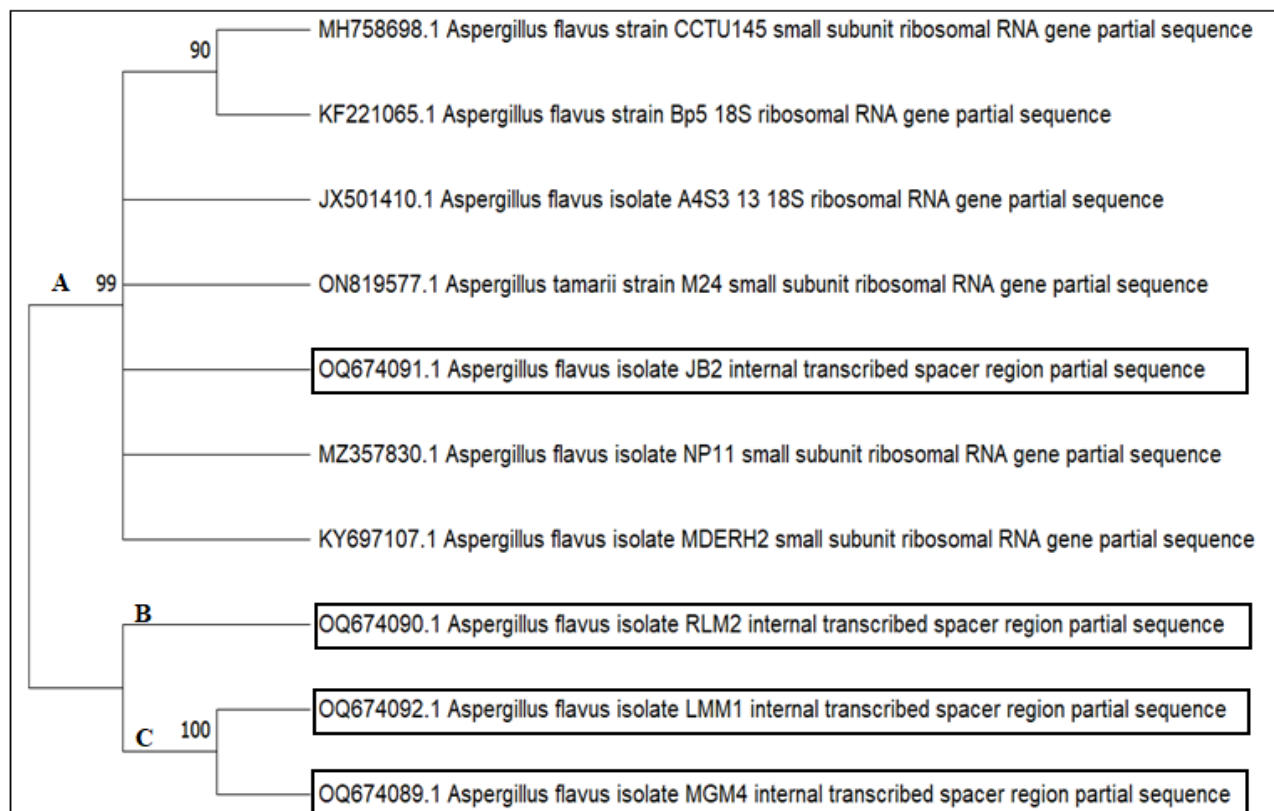 90
MH758698.1 Aspergillus flavus strain CCTU145 small subunit ribosomal RNA gene partial sequence
KF221065.1 Aspergillus flavus strain Bp5 18S ribosomal RNA gene partial sequence
JX501410.1 Aspergillus flavus isolate A4S3 13 18S ribosomal RNA gene partial sequence
A 99
ON819577.1 Aspergillus tamarii strain M24 small subunit ribosomal RNA gene partial sequence
OQ674091.1 Aspergillus flavus isolate JB2 internal transcribed spacer region partial sequence
MZ357830.1 Aspergillus flavus isolate NP11 small subunit ribosomal RNA gene partial sequence
KY697107.1 Aspergillus flavus isolate MDERH2 small subunit ribosomal RNA gene partial sequence
B
OQ674090.1 Aspergillus flavus isolate RLM2 internal transcribed spacer region partial sequence
OQ674092.1 Aspergillus flavus isolate LMM1 internal transcribed spacer region partial sequence
C 100
OQ674089.1 Aspergillus flavus isolate MGM4 internal transcribed spacer region partial sequence